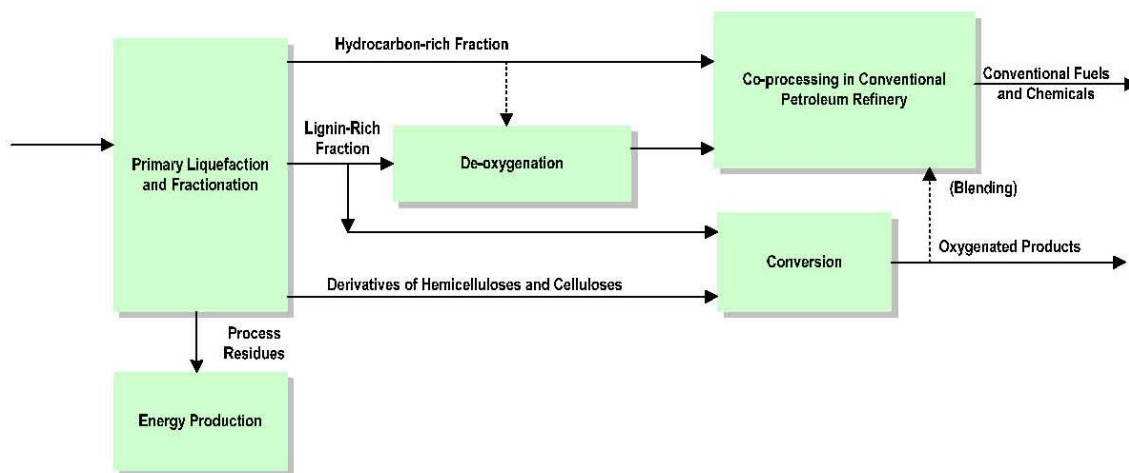 Hydrocarbon-rich Fraction
Co-processing in Conventional
Petroleum Refinery
Conventional Fuels
and Chemicals
Lignin-Rich
Fraction
Primary Liquefaction
and Fractionation
De-oxygenation
(Blending)
Oxygenated Products
Conversion
Derivatives of Hemicelluloses and Celluloses
Process
Residues
Energy Production